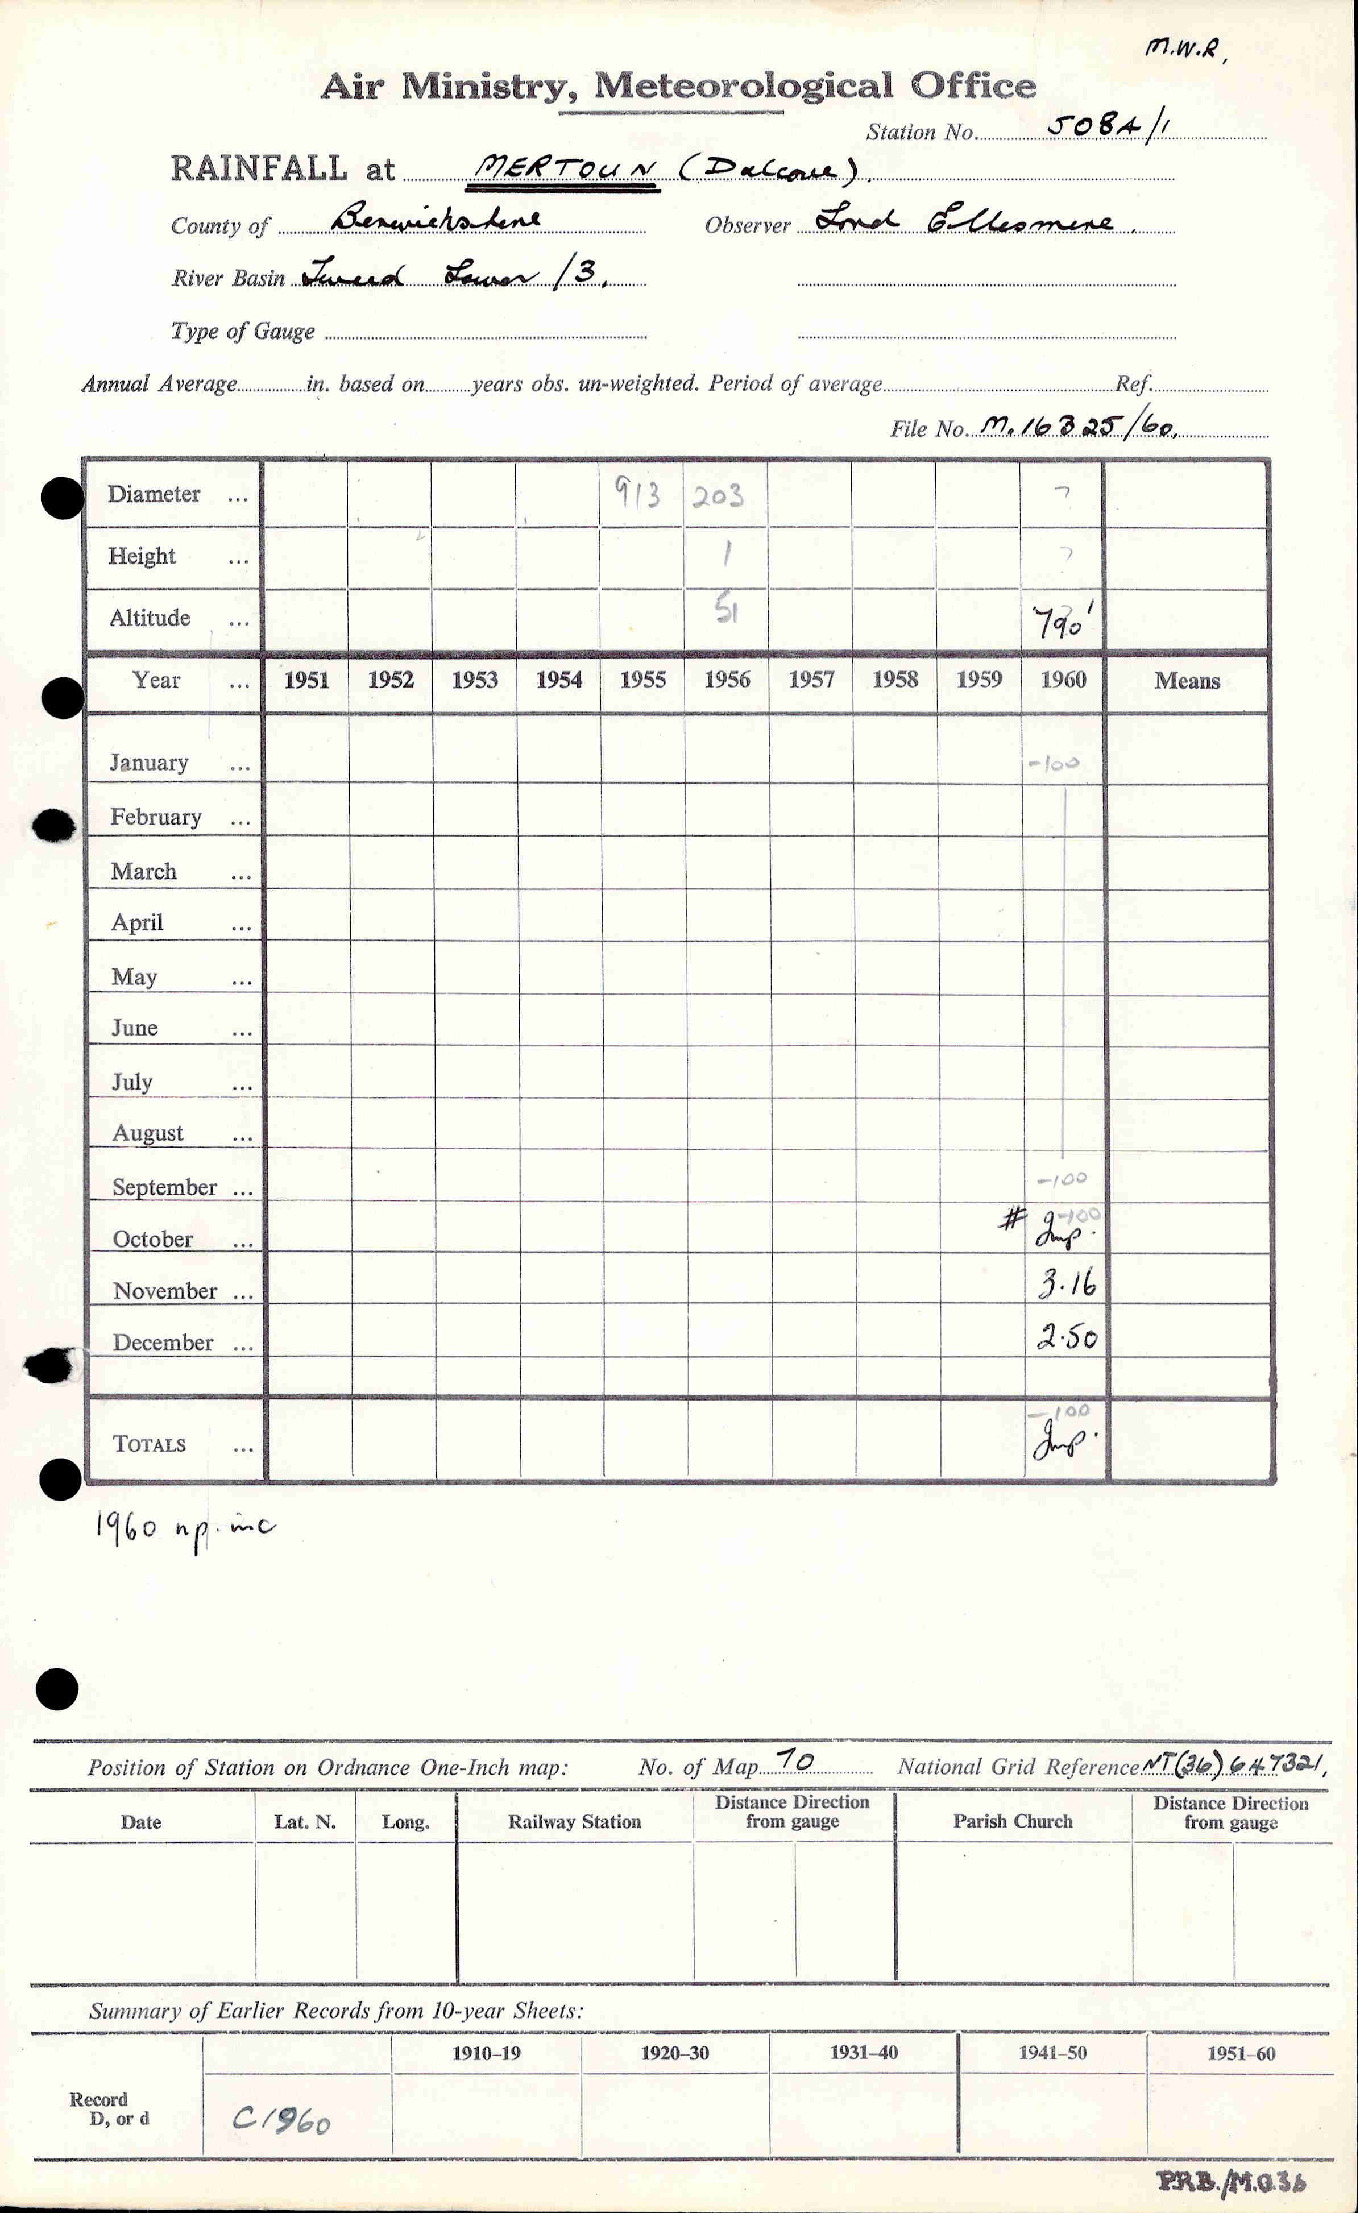 M.W.R.
Air Ministry, Meteorological Office
Station No. 5084/1
RAINFALL at MERTOUN (Dalcove).
County of Berwickshire Observer Lord Ellesmere.
River Basin Tweed Lower /3.
Type of Gauge
Annual Average in. based on years obs. un-weighted. Period of average Ref.
File No. M.16325/60.
Diameter ... 913 203 ?
Height ... 1 ?
Altitude ... 51 790'
Year ... 1951 1952 1953 1954 1955 1956 1957 1958 1959 1960 Means
January ... -100
February ...
March ...
April ...
May ...
June ...
July ...
August ...
September ... -100
October ... # -100 Imp.
November ... 3.16
December ... 2.50
-100
TOTALS ... Imp.
1960 np. inc
Position of Station on Ordnance One-Inch map: No. of Map 70 National Grid Reference NT(36)647321,
Date Lat. N. Long. Railway Station Distance Direction from gauge Parish Church Distance Direction from gauge
Summary of Earlier Records from 10-year Sheets:
1910–19 1920–30 1931–40 1941–50 1951–60
Record
D, or d C1960
P.R.B./M.O.36